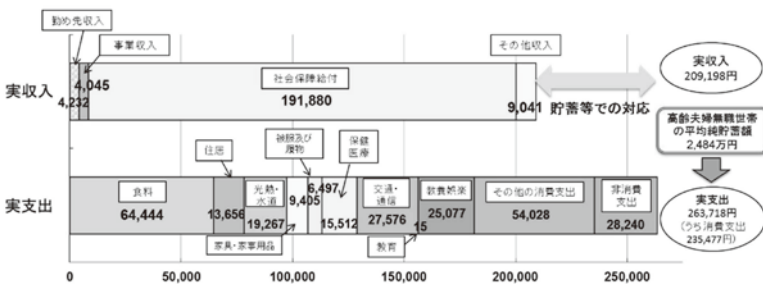 勤め先収入
事業収入
その他収入
実収入
4,232
4,045
社会保障給付
191,880
9,041
貯蓄等での対応
実収入
209,198円
高齢夫婦無職世帯
の平均純貯蓄額
2,484万円
住居
被服及び
履物
保健
医療
実支出
食料
64,444
13,656
光熱・
水道
19,267
9,405
6,497
15,512
交通・
通信
27,576
15
教養娯楽
25,077
その他の消費支出
54,028
非消費
支出
28,240
家具・家事用品
教育
実支出
263,718円
(うち消費支出
235,477円)
0
50,000
100,000
150,000
200,000
250,000